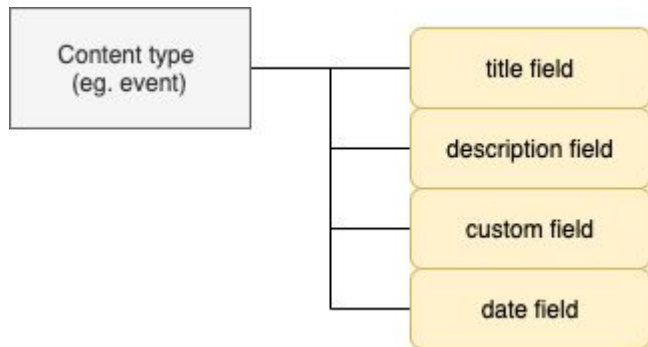 Content type
(eg. event)
title field
description field
custom field
date field